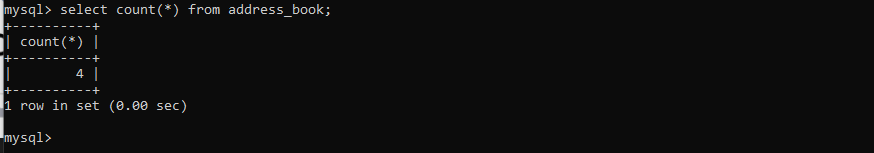 mysql> select count(*) from address_book;
+----------+
| count(*) |
+----------+
|        4 |
+----------+
1 row in set (0.00 sec)
mysql>